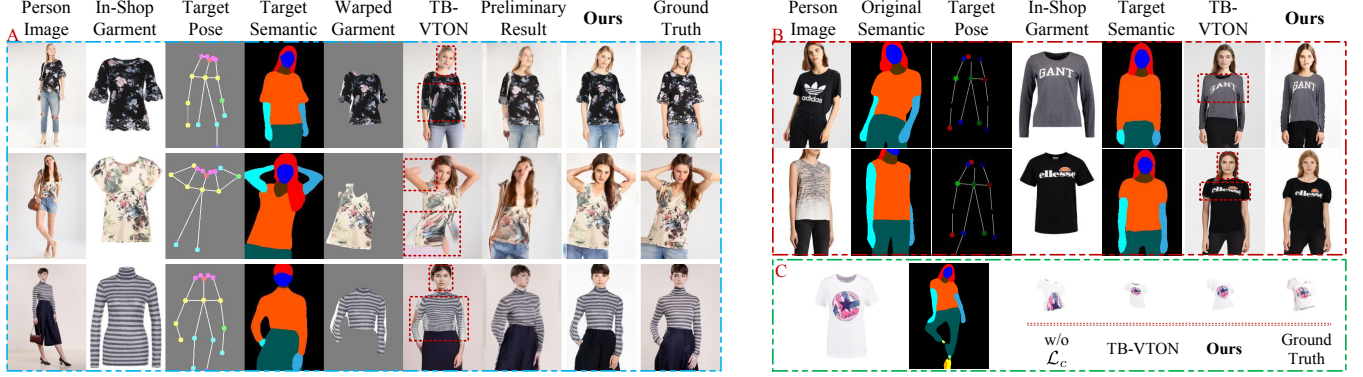 Person In-Shop Target Target Warped TB- Preliminary Ours Ground
Image Garment Pose Semantic Garment VTON Result Truth
A
Person Original Target In-Shop Target TB- Ours
Image Semantic Pose Garment Semantic VTON
B
adidas
GANT
GANT
GANT
ellesse
ellesse
ellesse
C
w/o TB-VTON Ours Ground
ℒc Truth